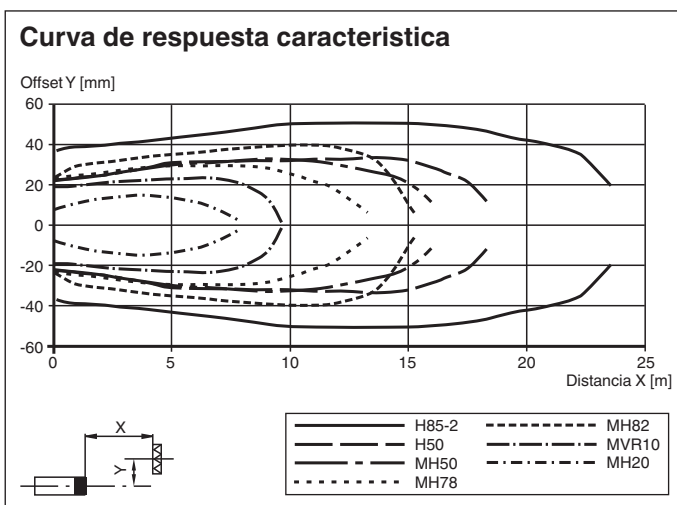 Curva de respuesta caracteristica
Offset Y [mm]
60
40
20
0
-20
-40
-60
0 5 10 15 20 25
Distancia X [m]
X
Y
H85-2 MH82
H50 MVR10
MH50 MH20
MH78